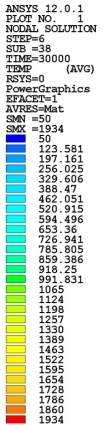 ANSYS 12.0.1
PLOT NO. 1
NODAL SOLUTION
STEP=6
SUB =38
TIME=30000
TEMP (AVG)
RSYS=0
PowerGraphics
EFACET=1
AVRES=Mat
SMN =50
SMX =1934
50
123.581
197.161
256.025
329.606
388.47
462.051
520.915
594.496
653.36
726.941
785.805
859.386
918.25
991.831
1065
1124
1198
1257
1330
1389
1463
1522
1595
1654
1728
1786
1860
1934